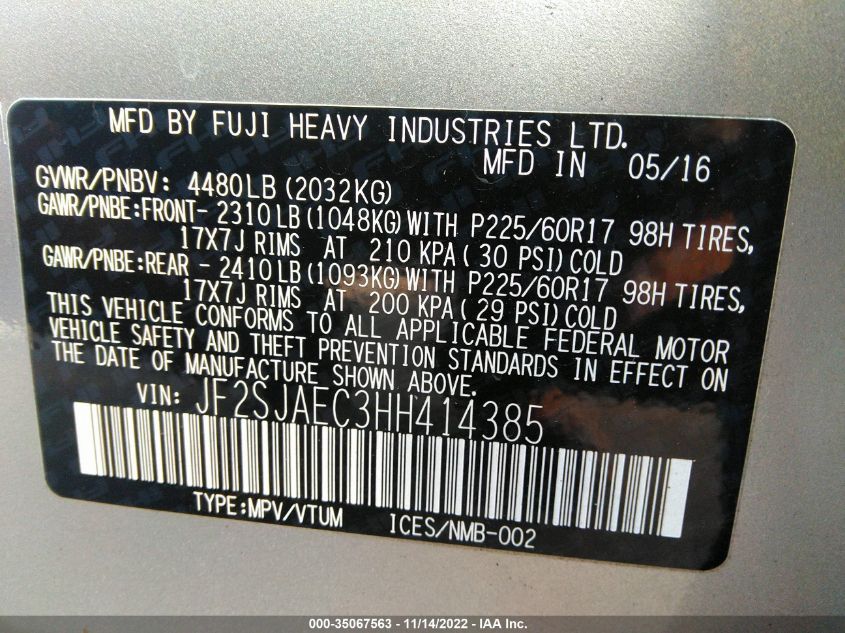 MFD BY FUJI HEAVY INDUSTRIES LTD.
MFD IN 05/16
GVWR/PNBV: 4480LB (2032KG)
GAWR/PNBE:FRONT- 2310 LB (1048KG) WITH P225/60R17 98H TIRES,
17X7J RIMS AT 210 KPA ( 30 PSI) COLD
GAWR/PNBE:REAR - 2410 LB (1093KG) WITH P225/60R17 98H TIRES,
17X7J RIMS AT 200 KPA (29 PSI) COLD
THIS VEHICLE CONFORMS TO ALL APPLICABLE FEDERAL MOTOR
VEHICLE SAFETY AND THEFT PREVENTION STANDARDS IN EFFECT ON
THE DATE OF MANUFACTURE SHOWN ABOVE.
VIN: JF2SJAEC3HH414385
TYPE:MPV/VTUM ICES/NMB-002
000-35067563 - 11/14/2022 - IAA Inc.